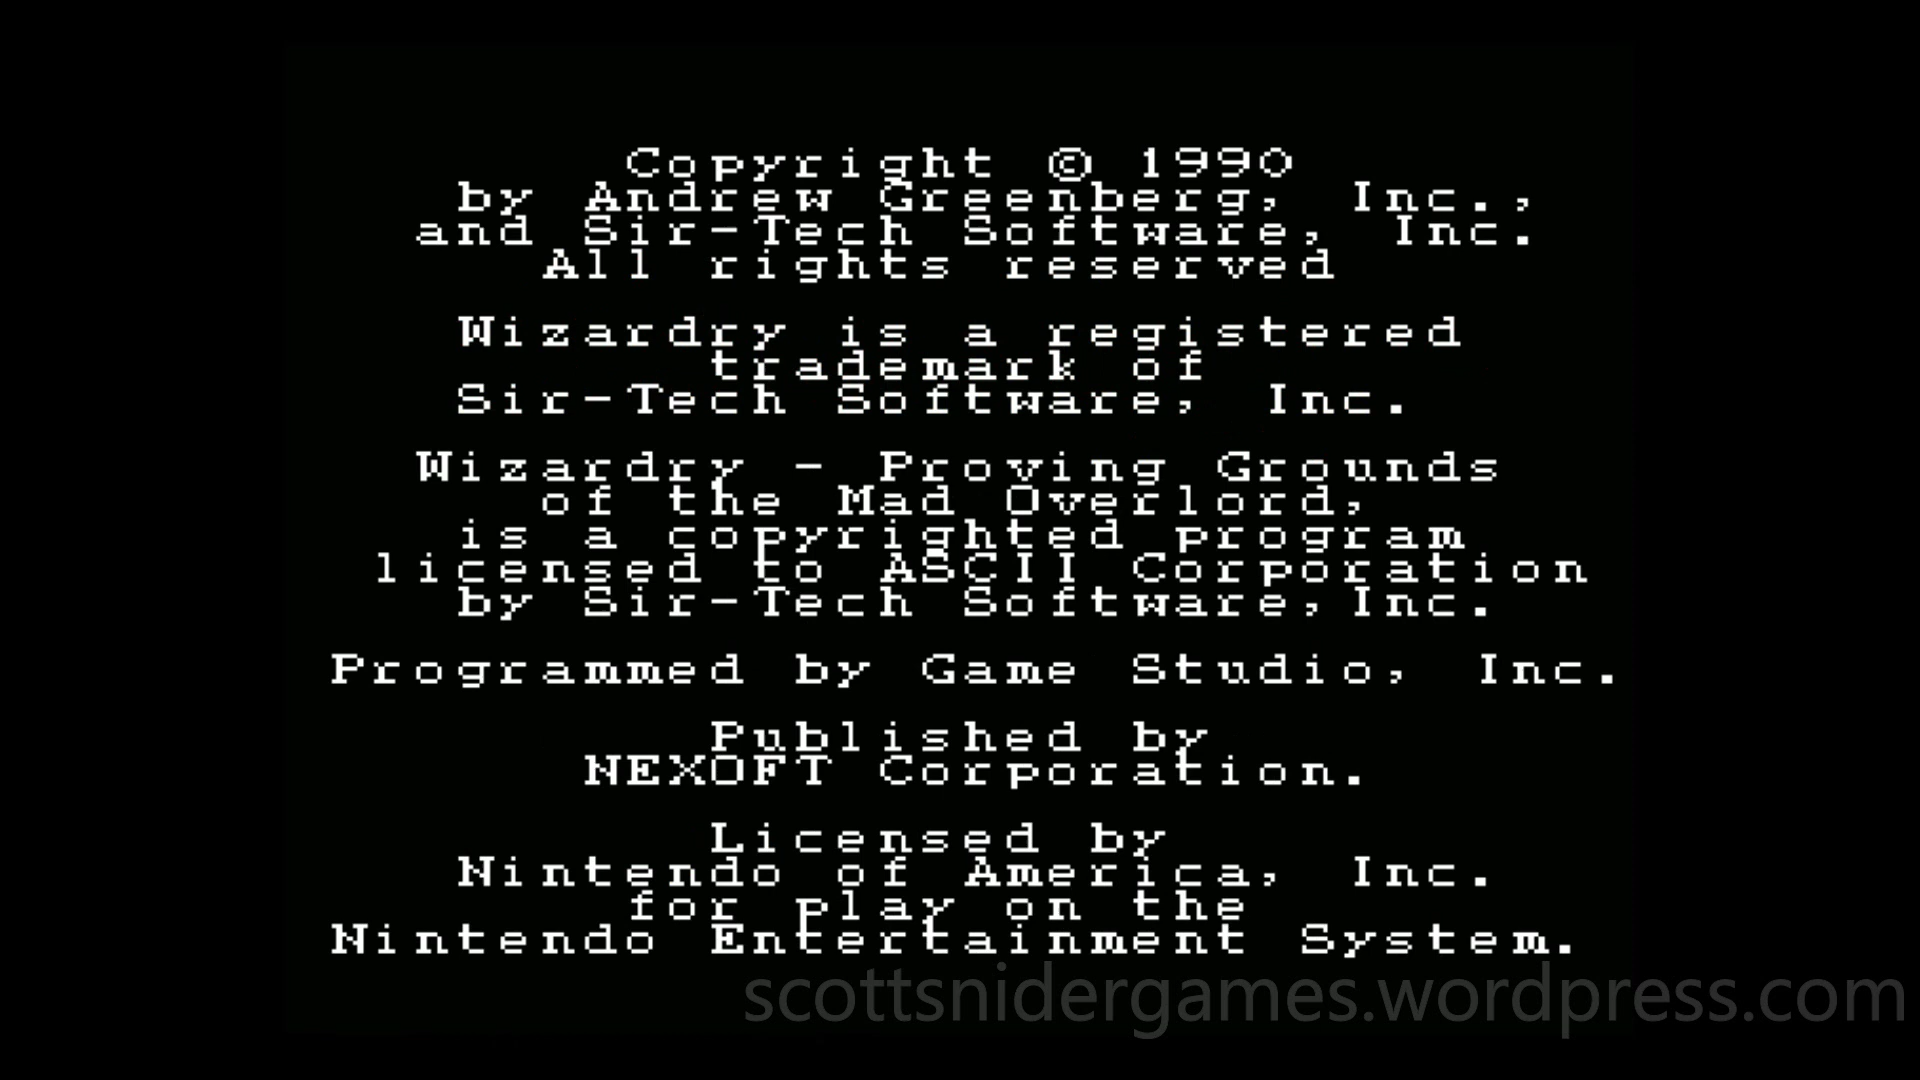 Copyright © 1990
by Andrew Greenberg, Inc.,
and Sir-Tech Software, Inc.
All rights reserved
Wizardry is a registered
trademark of
Sir-Tech Software, Inc.
Wizardry - Proving Grounds
of the Mad Overlord,
is a copyrighted program
licensed to ASCII Corporation
by Sir-Tech Software,Inc.
Programmed by Game Studio, Inc.
Published by
NEXOFT Corporation.
Licensed by
Nintendo of America, Inc.
for play on the
Nintendo Entertainment System.
scottsnidergames.wordpress.com